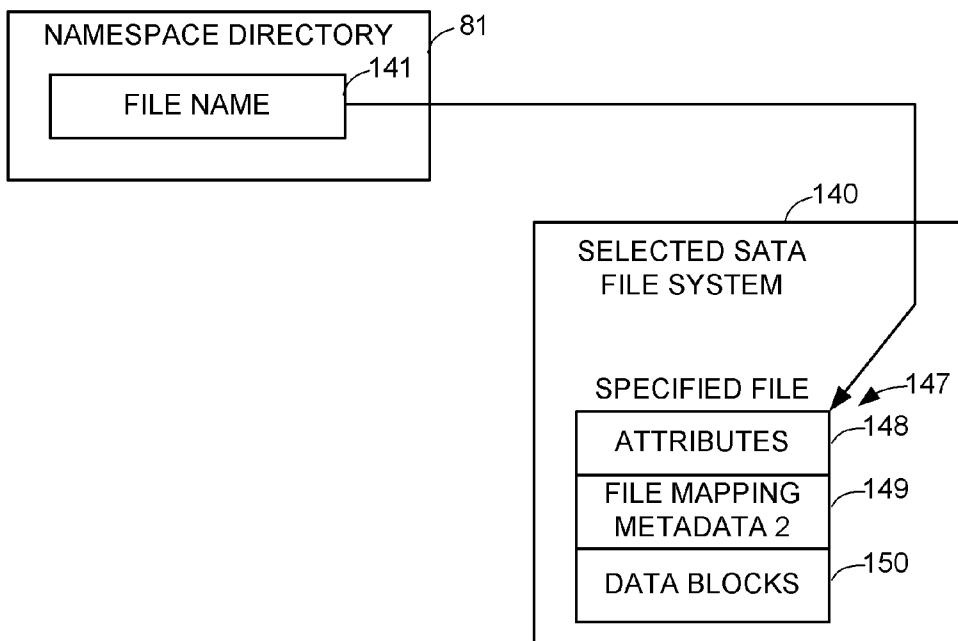 NAMESPACE DIRECTORY
81
141
FILE NAME
140
SELECTED SATA
FILE SYSTEM
SPECIFIED FILE
147
ATTRIBUTES
148
FILE MAPPING
METADATA 2
149
DATA BLOCKS
150